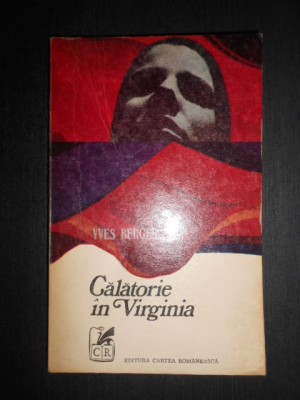 YVES BERGER
Călătorie
în Virginia
CR
EDITURA CARTEA ROMÂNEASCĂ